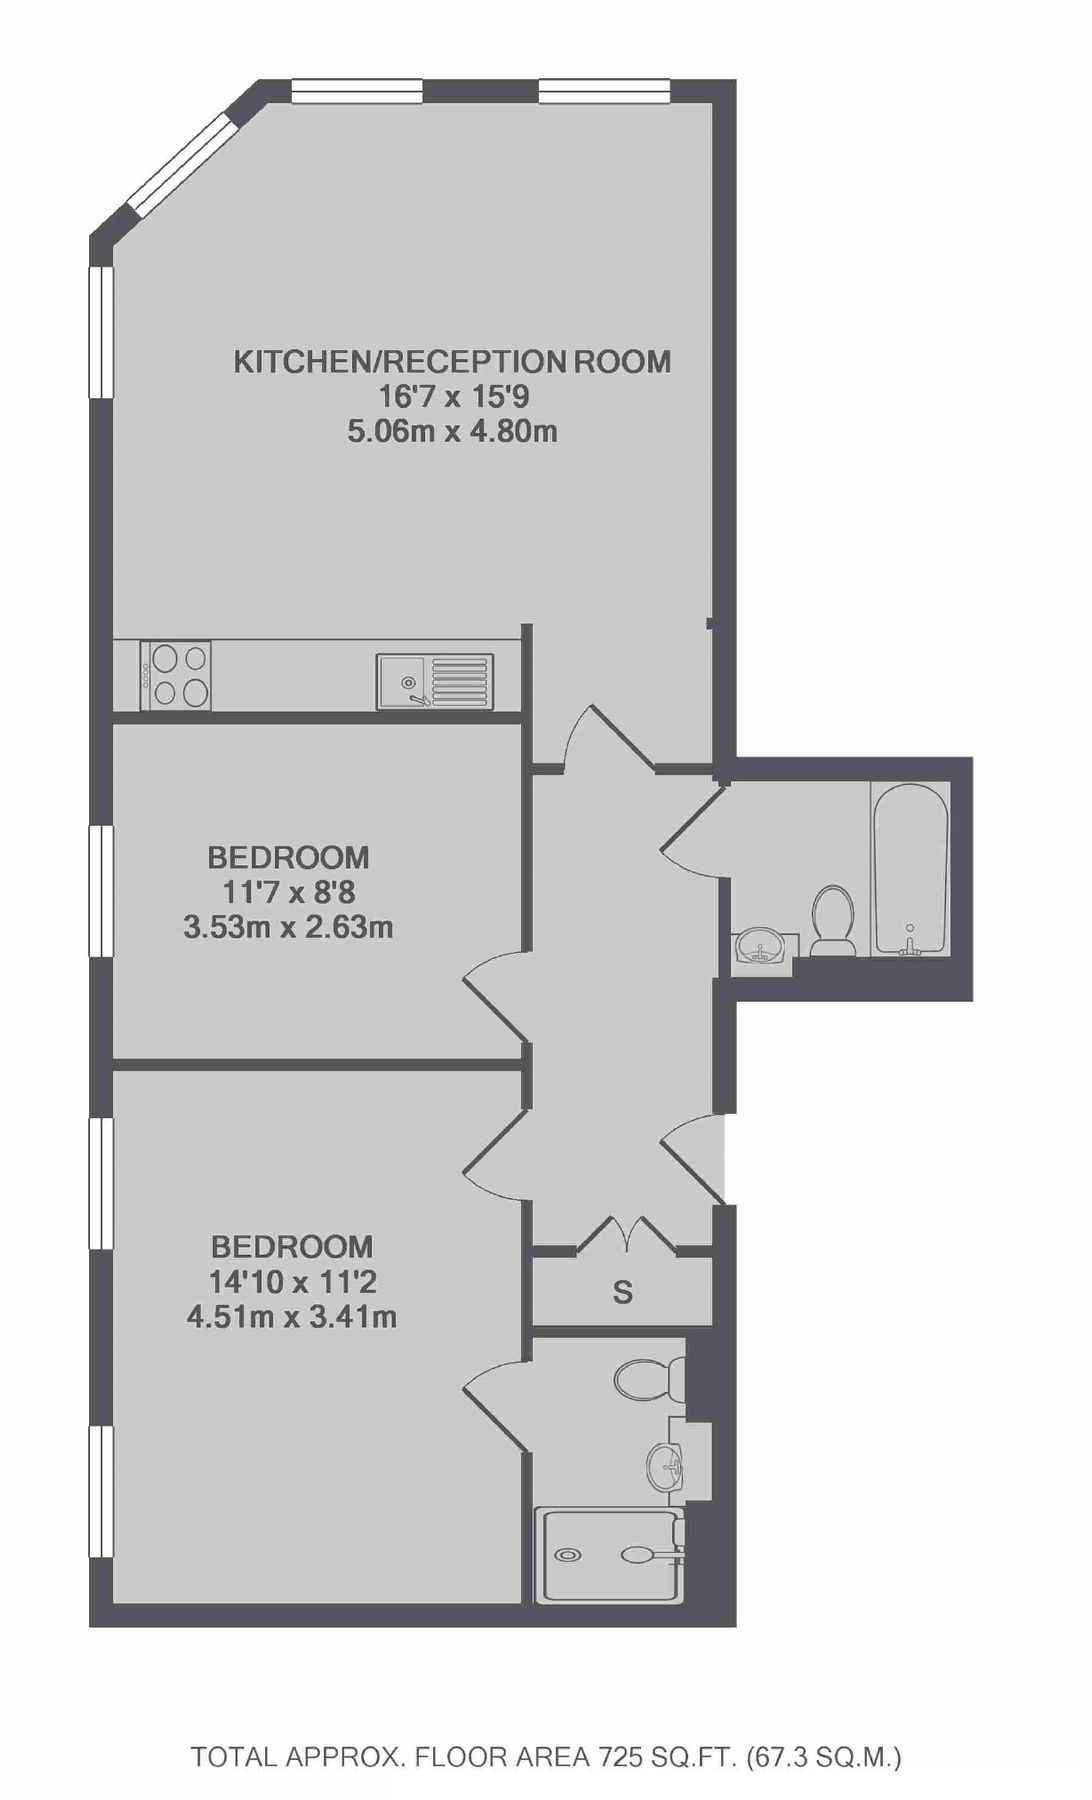 KITCHEN/RECEPTION ROOM
16'7 x 15'9
5.06m x 4.80m
BEDROOM
11'7 x 8'8
3.53m x 2.63m
BEDROOM
14'10 x 11'2
4.51m x 3.41m
S
TOTAL APPROX. FLOOR AREA 725 SQ.FT. (67.3 SQ.M.)